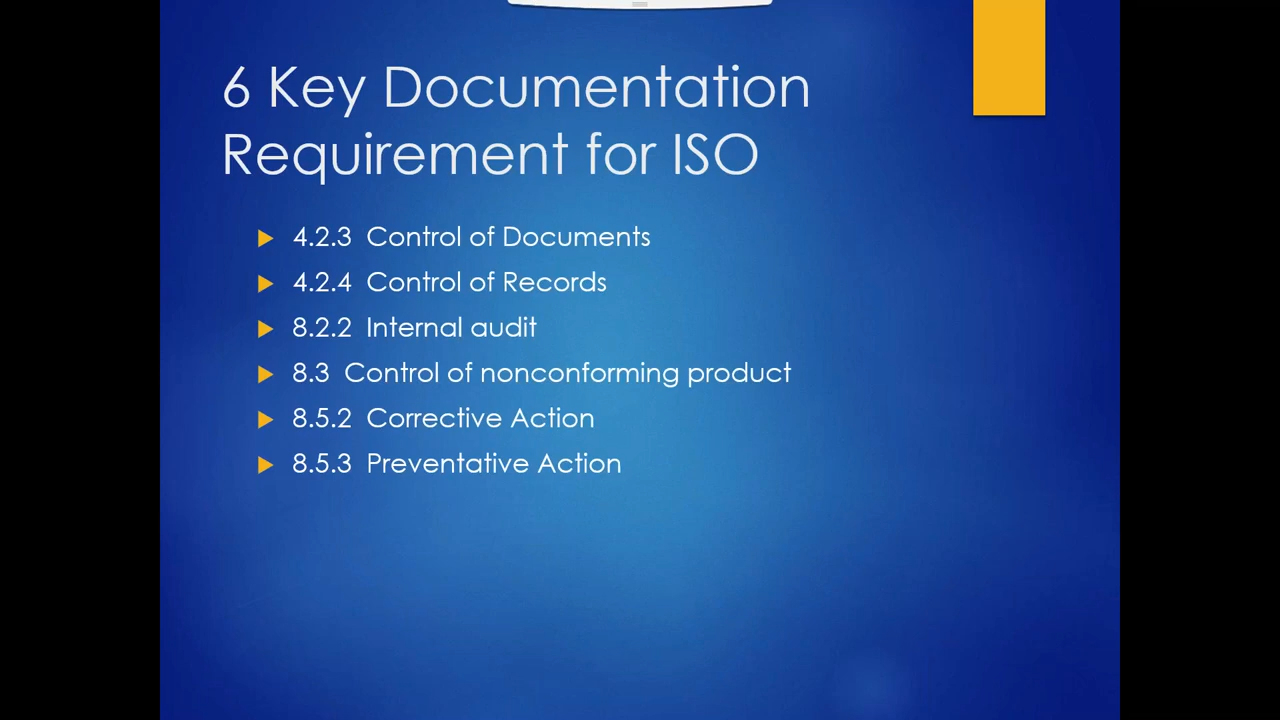 6 Key Documentation
Requirement for ISO
4.2.3 Control of Documents
4.2.4 Control of Records
8.2.2 Internal audit
8.3 Control of nonconforming product
8.5.2 Corrective Action
8.5.3 Preventative Action